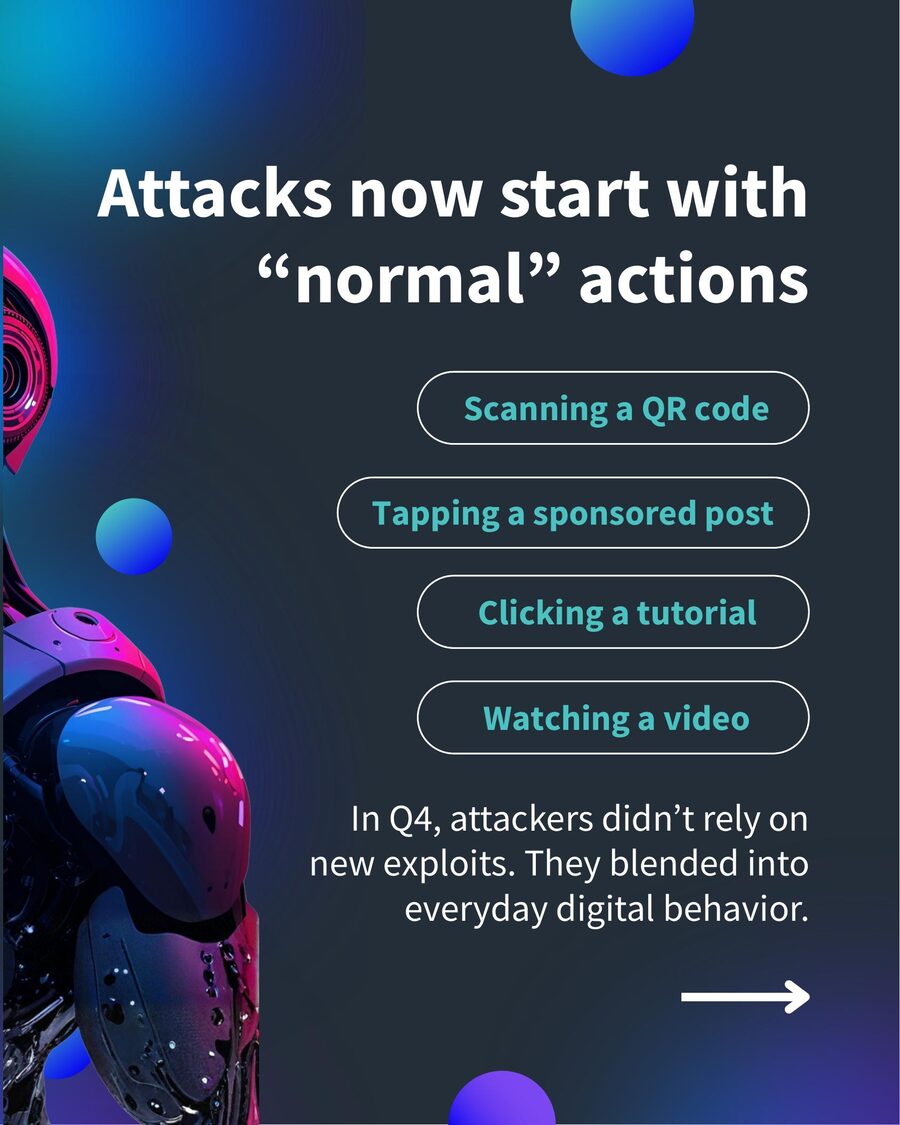 Attacks now start with
“normal” actions
Scanning a QR code
Tapping a sponsored post
Clicking a tutorial
Watching a video
In Q4, attackers didn’t rely on
new exploits. They blended into
everyday digital behavior.